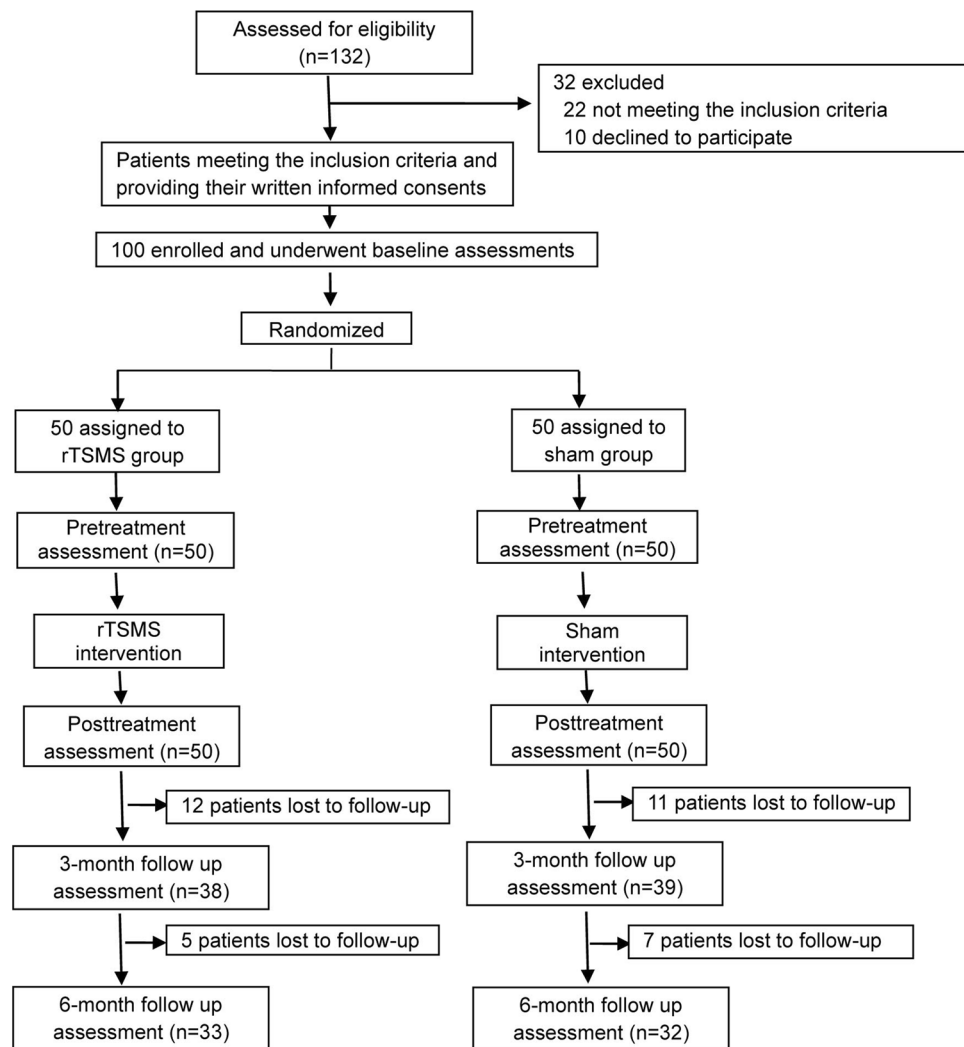 Assessed for eligibility
(n=132)
32 excluded
22 not meeting the inclusion criteria
10 declined to participate
Patients meeting the inclusion criteria and
providing their written informed consents
100 enrolled and underwent baseline assessments
Randomized
50 assigned to
rTSMS group
Pretreatment
assessment (n=50)
rTSMS
intervention
Posttreatment
assessment (n=50)
12 patients lost to follow-up
3-month follow up
assessment (n=38)
5 patients lost to follow-up
6-month follow up
assessment (n=33)
50 assigned to
sham group
Pretreatment
assessment (n=50)
Sham
intervention
Posttreatment
assessment (n=50)
11 patients lost to follow-up
3-month follow up
assessment (n=39)
7 patients lost to follow-up
6-month follow up
assessment (n=32)